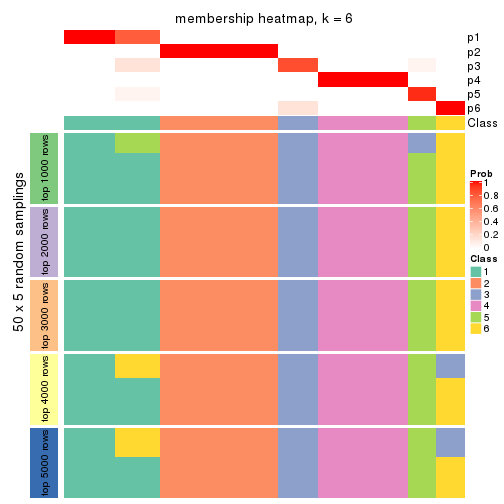 membership heatmap, k = 6
p1
p2
p3
p4
p5
p6
Class
50 x 5 random samplings
top 1000 rows
top 2000 rows
top 3000 rows
top 4000 rows
top 5000 rows
Prob
1
0.8
0.6
0.4
0.2
0
Class
1
2
3
4
5
6